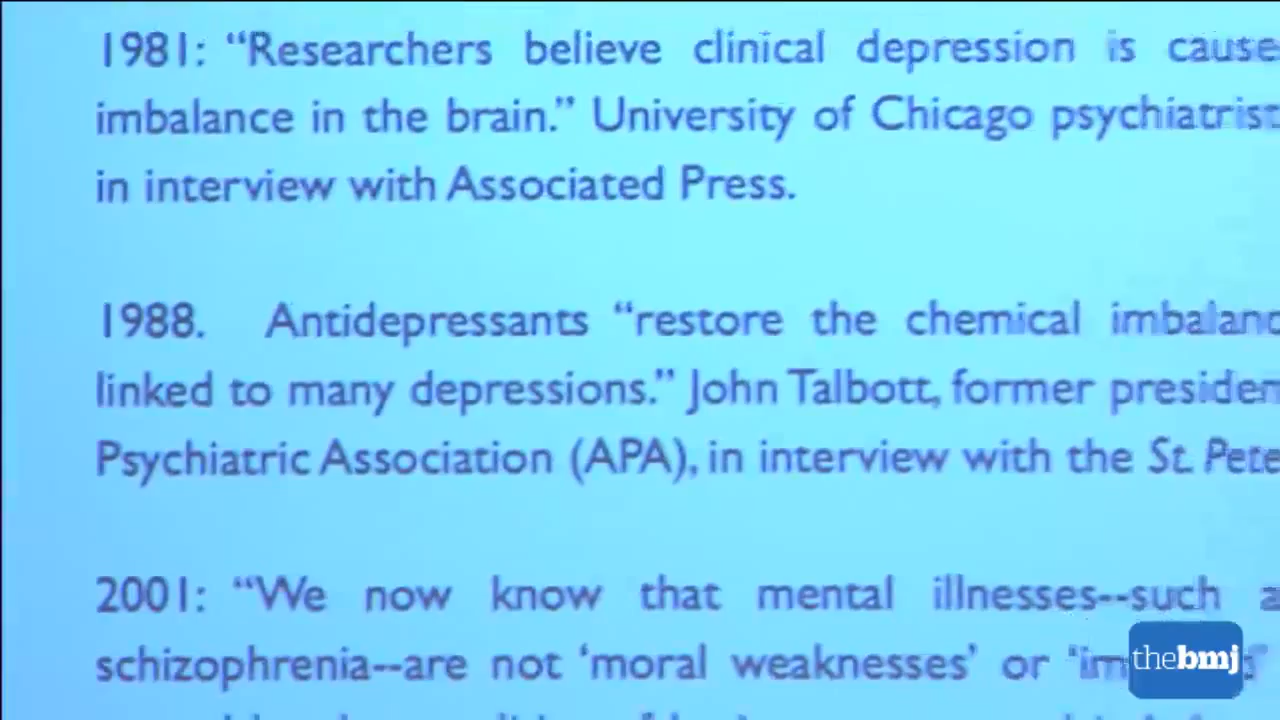 1981: “Researchers believe clinical depression is cause
imbalance in the brain.” University of Chicago psychiatrist
in interview with Associated Press.
1988. Antidepressants “restore the chemical imbalanc
linked to many depressions.” John Talbott, former presiden
Psychiatric Association (APA), in interview with the St. Pete
2001: “We now know that mental illnesses--such a
schizophrenia--are not ‘moral weaknesses’ or
thebmj